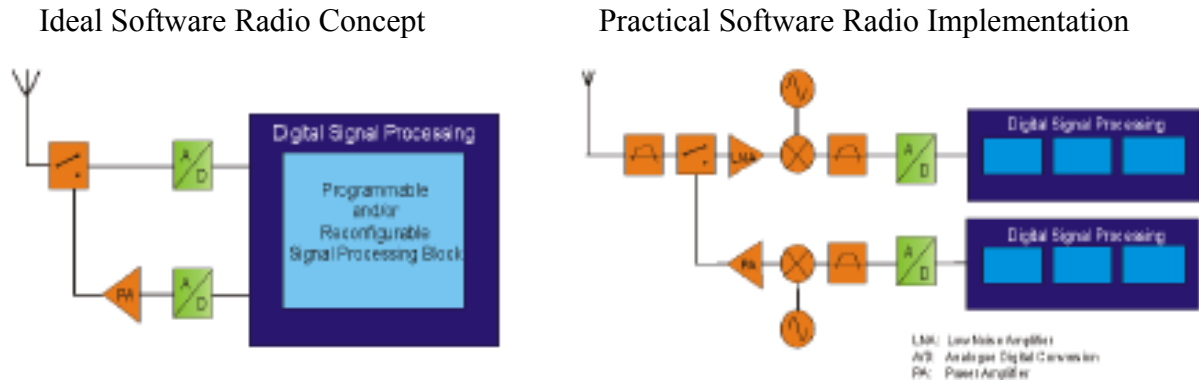 Ideal Software Radio Concept
Practical Software Radio Implementation
Digital Signal Processing
Programmable
and/or
Reconfigurable
Signal Processing Block
A/D
PA
A/D
LNA
A/D
Digital Signal Processing
PA
A/D
Digital Signal Processing
LNA: Low Noise Amplifier
A/D: Analogue Digital Conversion
PA: Power Amplifier